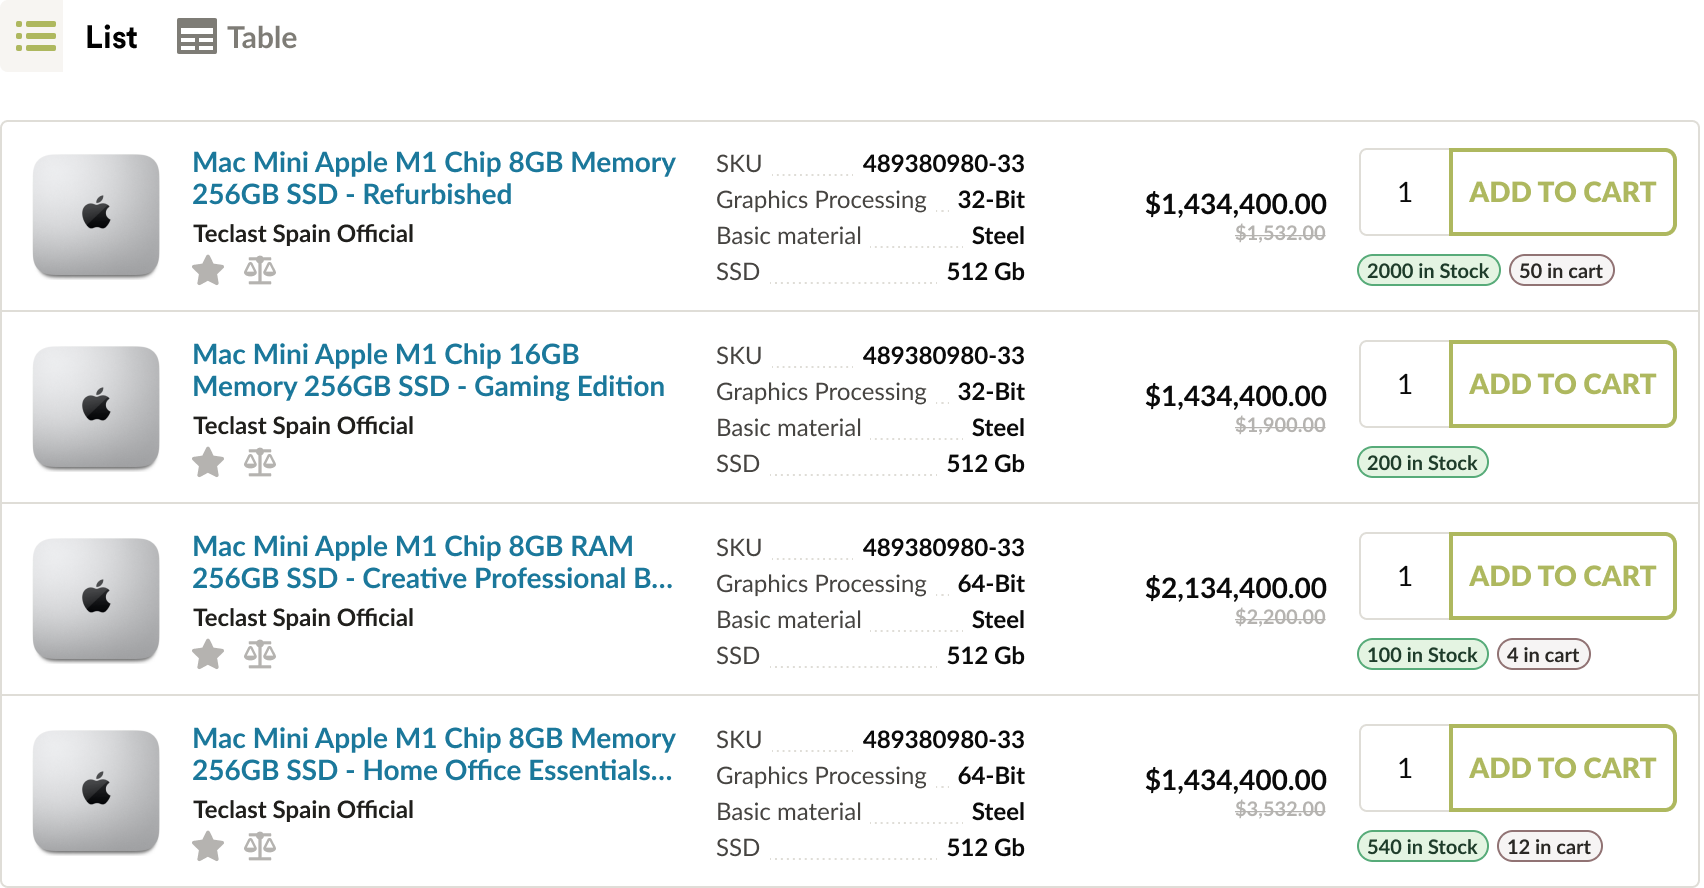 List
Table
Mac Mini Apple M1 Chip 8GB Memory
256GB SSD - Refurbished
Teclast Spain Official
SKU 489380980-33
Graphics Processing 32-Bit
Basic material Steel
SSD 512 Gb
$1,434,400.00
$1,532.00
1
ADD TO CART
2000 in Stock
50 in cart
Mac Mini Apple M1 Chip 16GB
Memory 256GB SSD - Gaming Edition
Teclast Spain Official
SKU 489380980-33
Graphics Processing 32-Bit
Basic material Steel
SSD 512 Gb
$1,434,400.00
$1,900.00
1
ADD TO CART
200 in Stock
Mac Mini Apple M1 Chip 8GB RAM
256GB SSD - Creative Professional B...
Teclast Spain Official
SKU 489380980-33
Graphics Processing 64-Bit
Basic material Steel
SSD 512 Gb
$2,134,400.00
$2,200.00
1
ADD TO CART
100 in Stock
4 in cart
Mac Mini Apple M1 Chip 8GB Memory
256GB SSD - Home Office Essentials...
Teclast Spain Official
SKU 489380980-33
Graphics Processing 64-Bit
Basic material Steel
SSD 512 Gb
$1,434,400.00
$3,532.00
1
ADD TO CART
540 in Stock
12 in cart